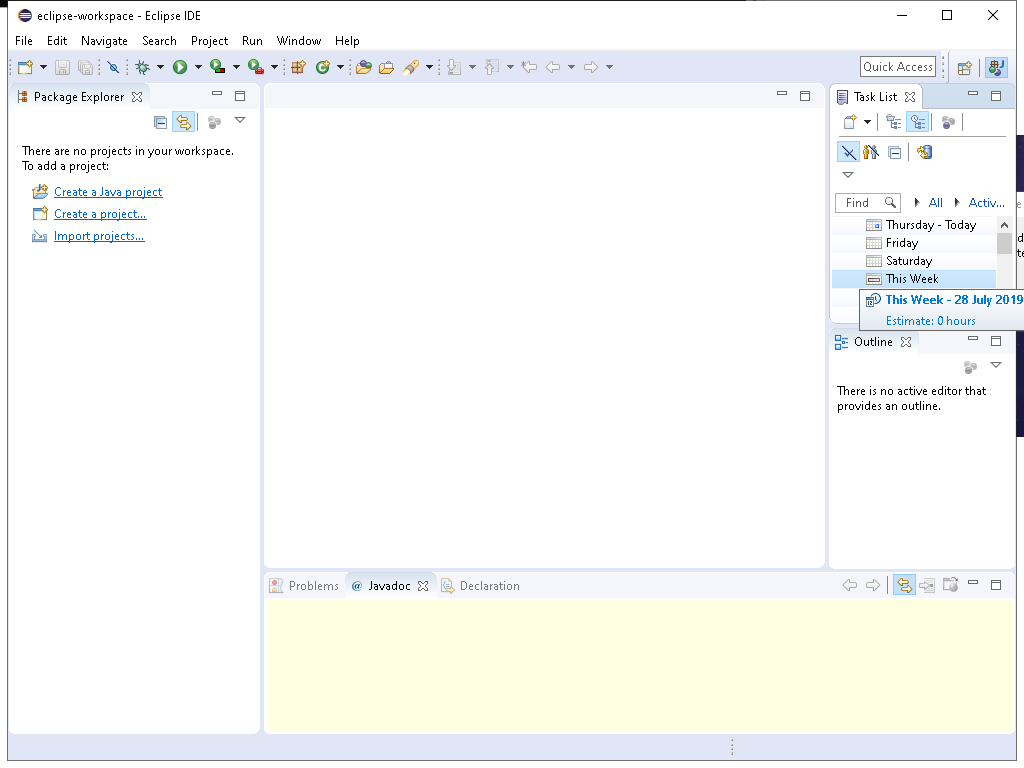 eclipse-workspace - Eclipse IDE
File Edit Navigate Search Project Run Window Help
Quick Access
Package Explorer
There are no projects in your workspace.
To add a project:
Create a Java project
Create a project...
Import projects...
Task List
Find All Activ...
Thursday - Today
Friday
Saturday
This Week
This Week - 28 July 2019
Estimate: 0 hours
Outline
There is no active editor that
provides an outline.
Problems @ Javadoc Declaration